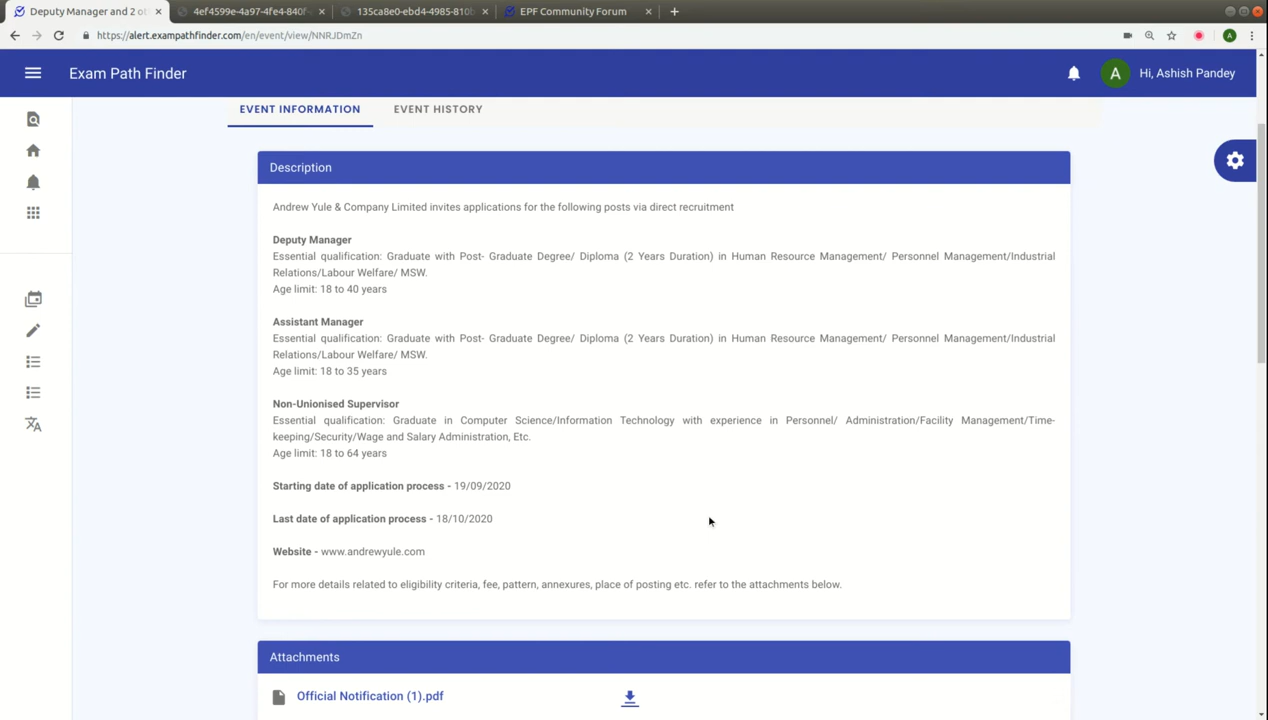 Deputy Manager and 2 ot
4ef4599e-4a97-4fe4-840f-
135ca8e0-ebd4-4985-810b
EPF Community Forum
https://alert.exampathfinder.com/en/event/view/NNRJDmZn
A
Exam Path Finder
A
Hi, Ashish Pandey
EVENT INFORMATION
EVENT HISTORY
Description
Andrew Yule & Company Limited invites applications for the following posts via direct recruitment
Deputy Manager
Essential qualification: Graduate with Post- Graduate Degree/ Diploma (2 Years Duration) in Human Resource Management/ Personnel Management/Industrial
Relations/Labour Welfare/ MSW.
Age limit: 18 to 40 years
Assistant Manager
Essential qualification: Graduate with Post- Graduate Degree/ Diploma (2 Years Duration) in Human Resource Management/ Personnel Management/Industrial
Relations/Labour Welfare/ MSW.
Age limit: 18 to 35 years
Non-Unionised Supervisor
Essential qualification: Graduate in Computer Science/Information Technology with experience in Personnel/ Administration/Facility Management/Time-
keeping/Security/Wage and Salary Administration, Etc.
Age limit: 18 to 64 years
Starting date of application process - 19/09/2020
Last date of application process - 18/10/2020
Website - www.andrewyule.com
For more details related to eligibility criteria, fee, pattern, annexures, place of posting etc. refer to the attachments below.
Attachments
Official Notification (1).pdf